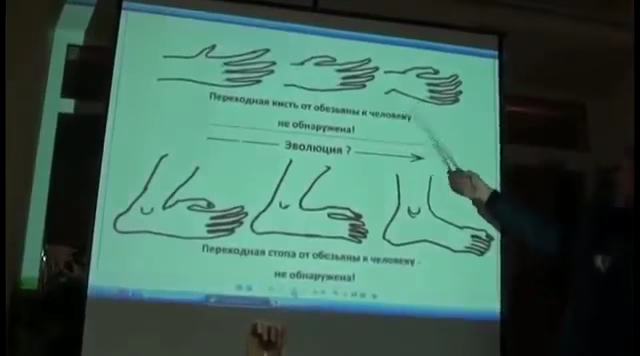 Переходная кисть от обезьяны к человеку
не обнаружена!
Эволюция ?
Переходная стопа от обезьяны к человеку -
не обнаружена!